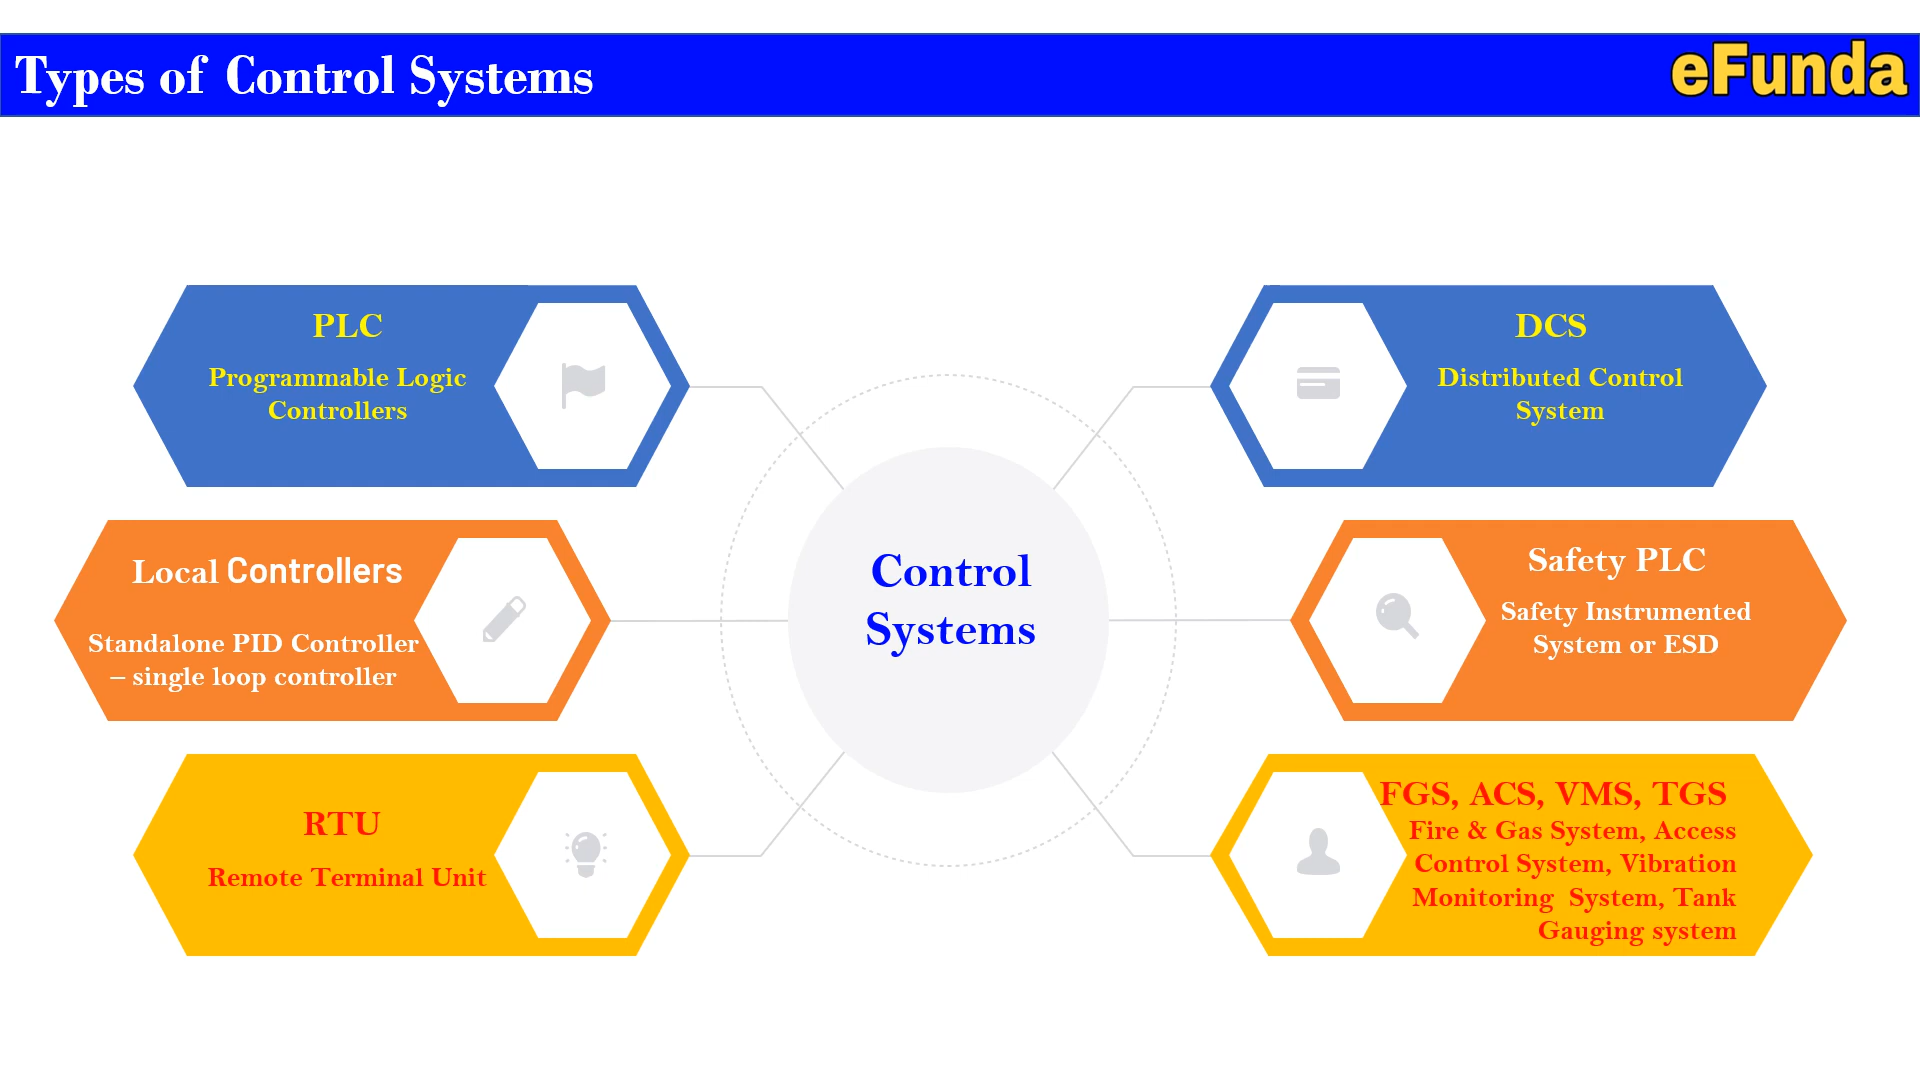 Types of Control Systems
eFunda
PLC
Programmable Logic
Controllers
Local Controllers
Standalone PID Controller
– single loop controller
RTU
Remote Terminal Unit
Control
Systems
DCS
Distributed Control
System
Safety PLC
Safety Instrumented
System or ESD
FGS, ACS, VMS, TGS
Fire & Gas System, Access
Control System, Vibration
Monitoring  System, Tank
Gauging system